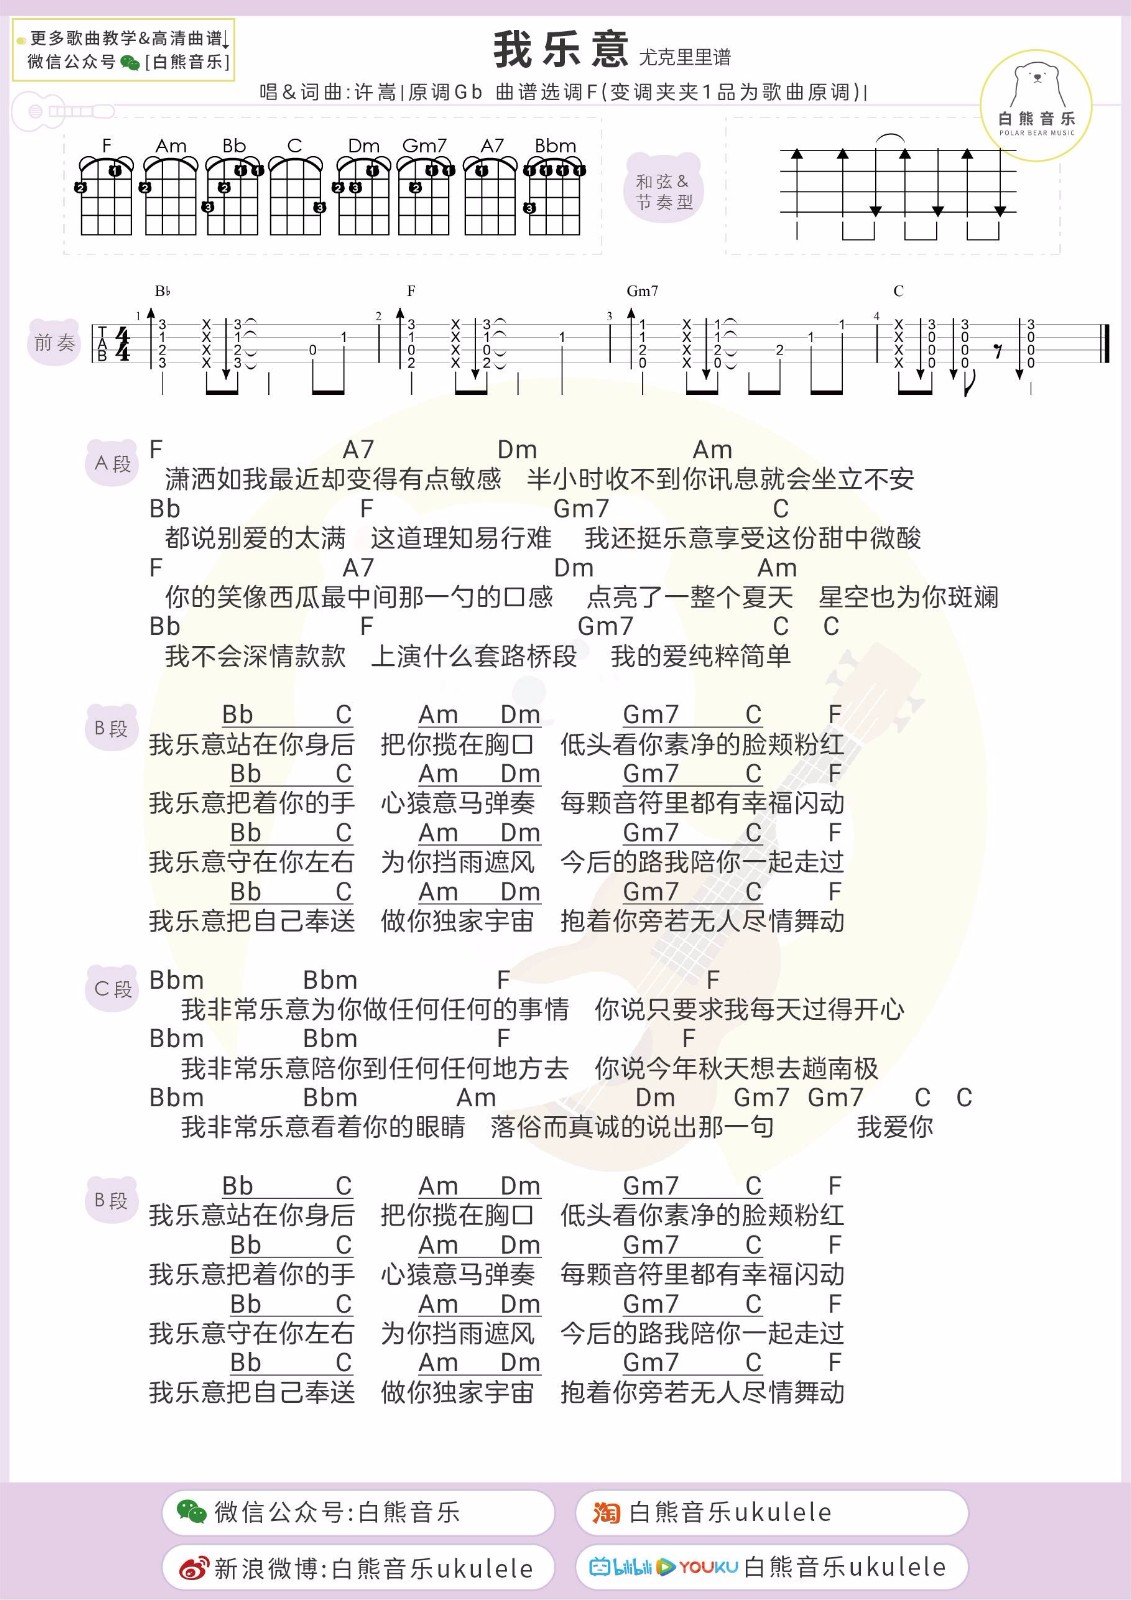 更多歌曲教学&高清曲谱
微信公众号 [白熊音乐]
我乐意 尤克里里谱
唱&词曲:许嵩|原调Gb 曲谱选调F(变调夹夹1品为歌曲原调)|
白熊音乐
POLAR BEAR MUSIC
F Am Bb C Dm Gm7 A7 Bbm
和弦&
节奏型
前奏
B♭ F Gm7 C
A段
F A7 Dm Am
潇洒如我最近却变得有点敏感 半小时收不到你讯息就会坐立不安
Bb F Gm7 C
都说别爱的太满 这道理知易行难 我还挺乐意享受这份甜中微酸
F A7 Dm Am
你的笑像西瓜最中间那一勺的口感 点亮了一整个夏天 星空也为你斑斓
Bb F Gm7 C C
我不会深情款款 上演什么套路桥段 我的爱纯粹简单
B段
Bb C Am Dm Gm7 C F
我乐意站在你身后 把你揽在胸口 低头看你素净的脸颊粉红
Bb C Am Dm Gm7 C F
我乐意把着你的手 心猿意马弹奏 每颗音符里都有幸福闪动
Bb C Am Dm Gm7 C F
我乐意守在你左右 为你挡雨遮风 今后的路我陪你一起走过
Bb C Am Dm Gm7 C F
我乐意把自己奉送 做你独家宇宙 抱着你旁若无人尽情舞动
C段
Bbm Bbm F F
我非常乐意为你做任何任何的事情 你说只要求我每天过得开心
Bbm Bbm F F
我非常乐意陪你到任何任何地方去 你说今年秋天想去趟南极
Bbm Bbm Am Dm Gm7 Gm7 C C
我非常乐意看着你的眼睛 落俗而真诚的说出那一句 我爱你
B段
Bb C Am Dm Gm7 C F
我乐意站在你身后 把你揽在胸口 低头看你素净的脸颊粉红
Bb C Am Dm Gm7 C F
我乐意把着你的手 心猿意马弹奏 每颗音符里都有幸福闪动
Bb C Am Dm Gm7 C F
我乐意守在你左右 为你挡雨遮风 今后的路我陪你一起走过
Bb C Am Dm Gm7 C F
我乐意把自己奉送 做你独家宇宙 抱着你旁若无人尽情舞动
微信公众号:白熊音乐
淘 白熊音乐ukulele
新浪微博:白熊音乐ukulele
bilibili YOUKU 白熊音乐ukulele